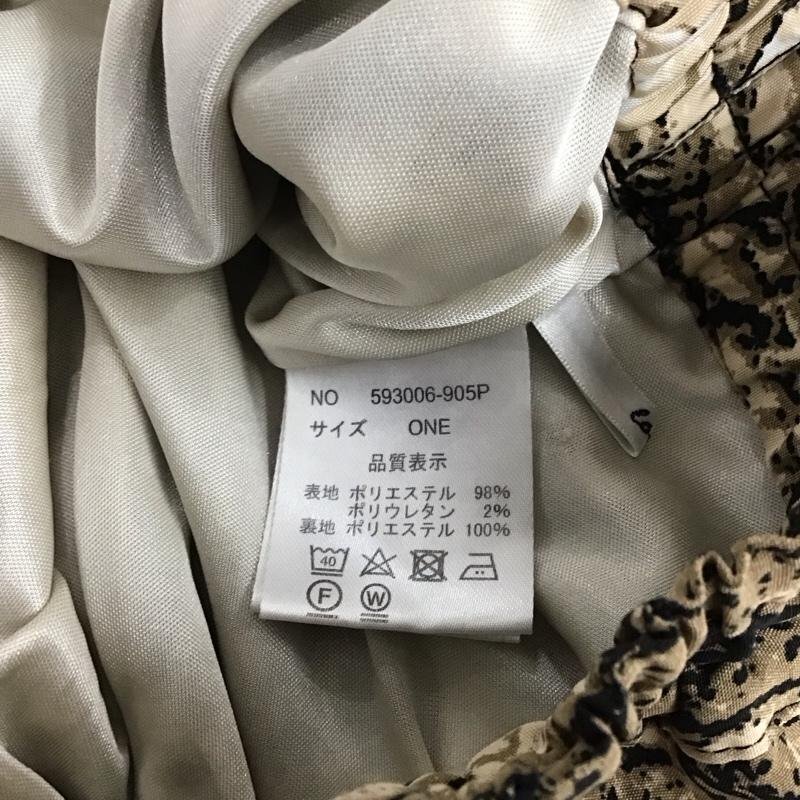 NO 593006-905P
サイズ ONE
品質表示
表地 ポリエステル 98%
ポリウレタン 2%
裏地 ポリエステル 100%
40
F W